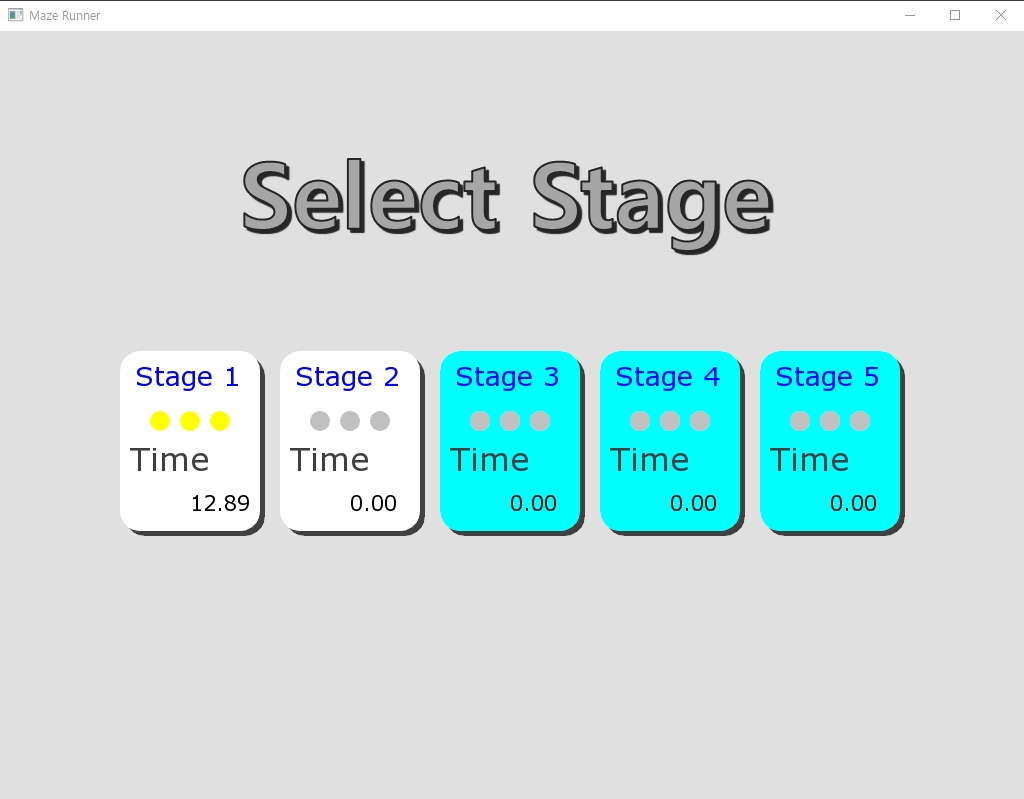 Maze Runner
Select Stage
Stage 1
Time
12.89
Stage 2
Time
0.00
Stage 3
Time
0.00
Stage 4
Time
0.00
Stage 5
Time
0.00